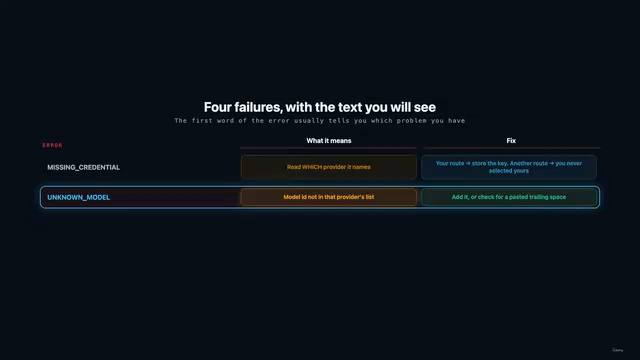 Four failures, with the text you will see
The first word of the error usually tells you which problem you have
ERROR
What it means
Fix
MISSING_CREDENTIAL
Read WHICH provider it names
Your route → store the key. Another route → you never
selected yours
UNKNOWN_MODEL
Model id not in that provider's list
Add it, or check for a pasted trailing space